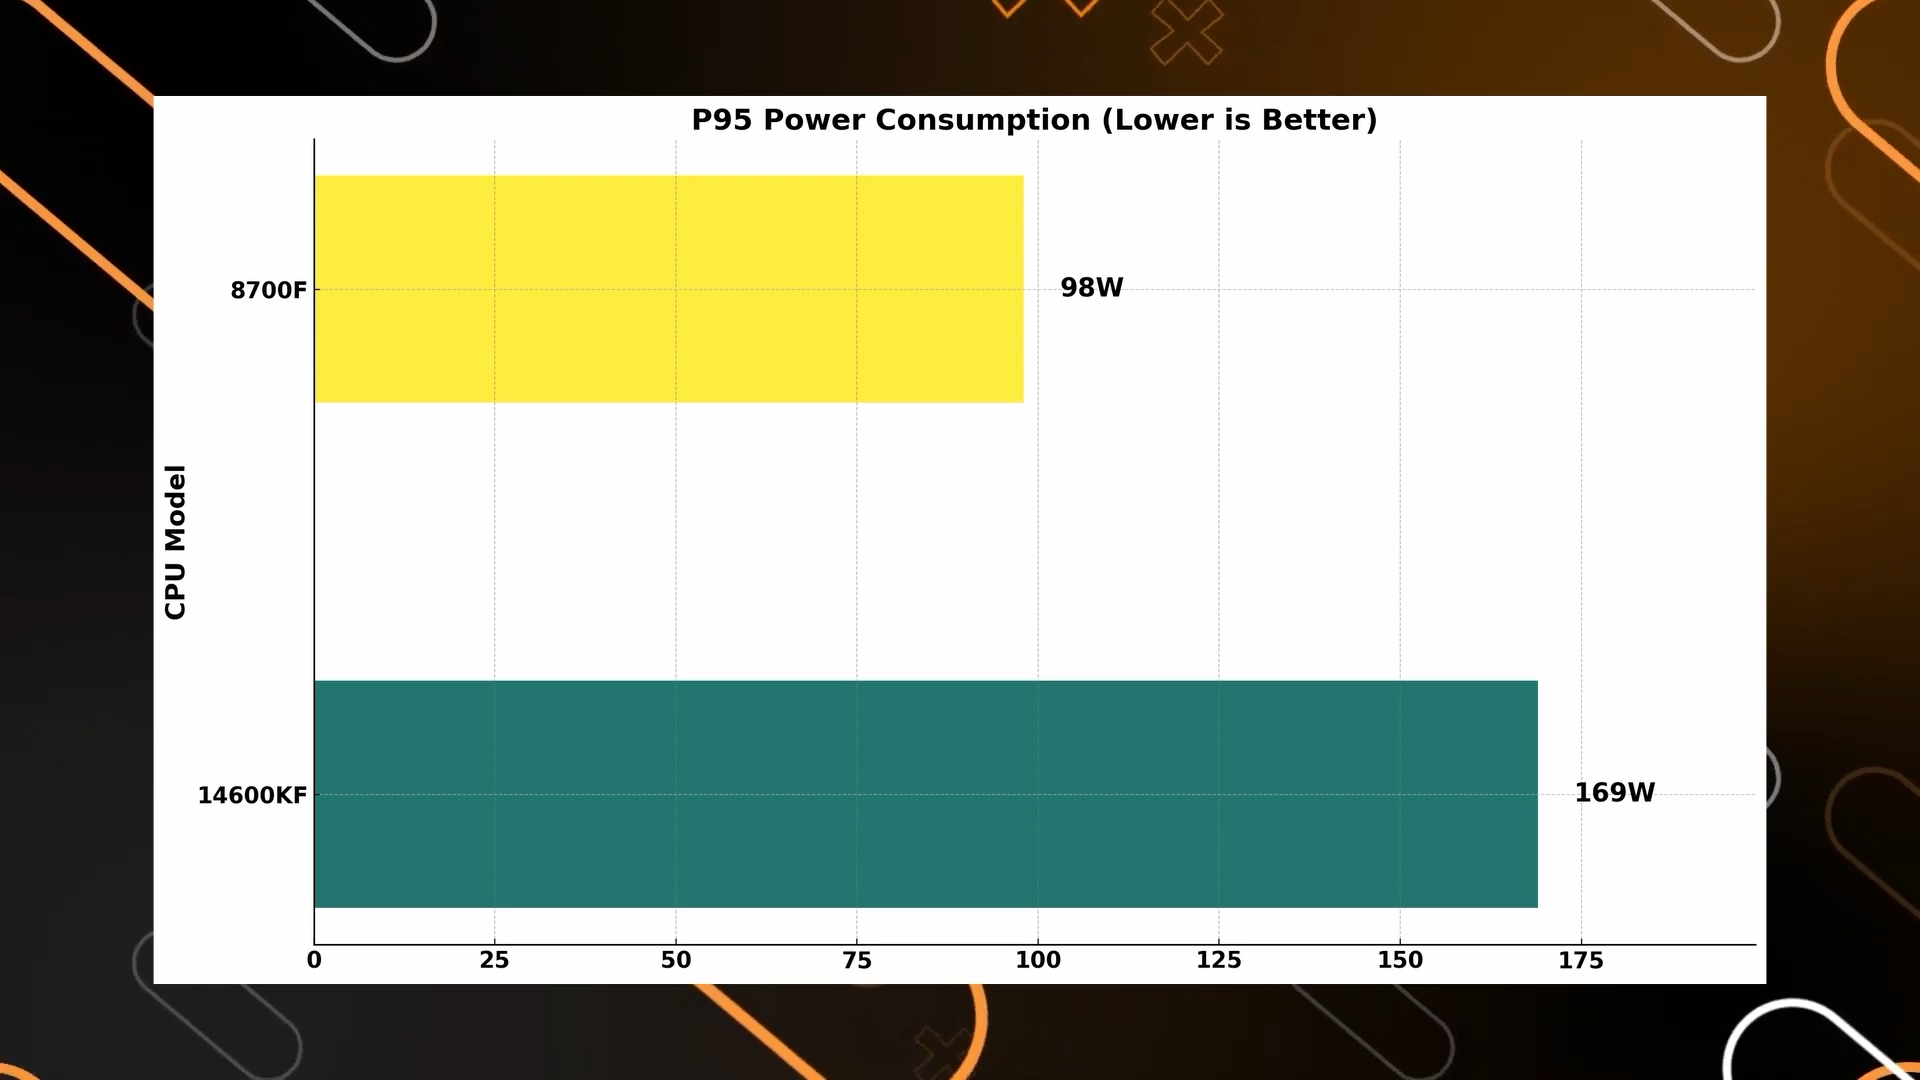 P95 Power Consumption (Lower is Better)
8700F
98W
CPU Model
14600KF
169W
0 25 50 75 100 125 150 175